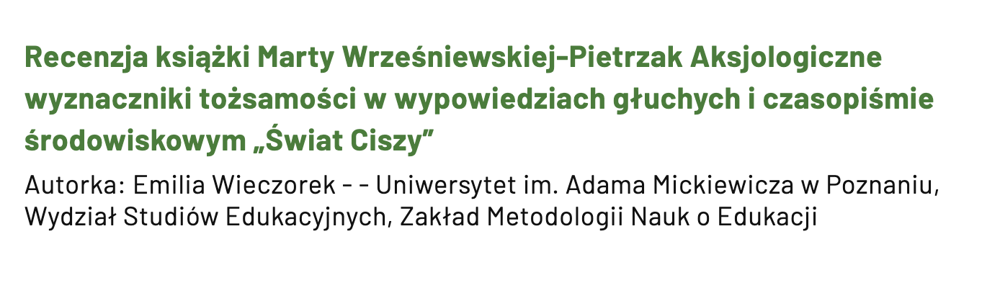 Recenzja książki Marty Wrześniewskiej-Pietrzak Aksjologiczne
wyznaczniki tożsamości w wypowiedziach głuchych i czasopiśmie
środowiskowym „Świat Ciszy”
Autorka: Emilia Wieczorek - - Uniwersytet im. Adama Mickiewicza w Poznaniu,
Wydział Studiów Edukacyjnych, Zakład Metodologii Nauk o Edukacji